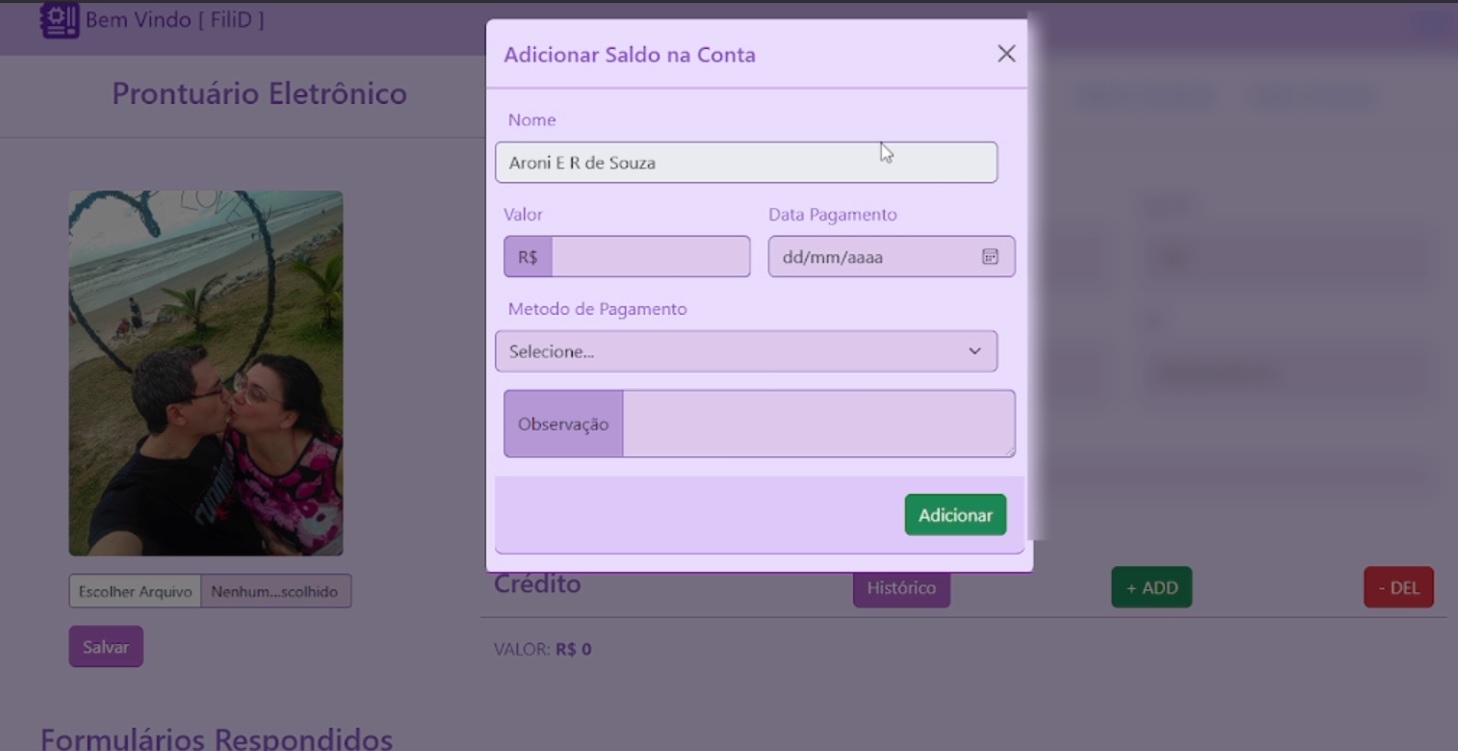 Bem Vindo [ FiliD ]
Prontuário Eletrônico
Adicionar Saldo na Conta
Nome
Aroni E R de Souza
Valor
Data Pagamento
R$
dd/mm/aaaa
Metodo de Pagamento
Selecione...
Observação
Adicionar
Escolher Arquivo
Nenhum...scolhido
Salvar
Crédito
Histórico
+ ADD
- DEL
VALOR: R$ 0
Formulários Respondidos